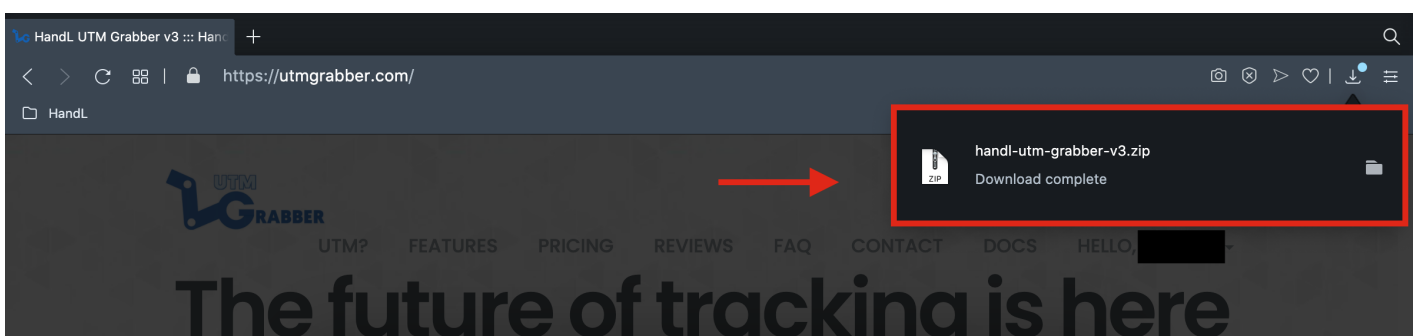 HandL UTM Grabber v3 ::: Hand
https://utmgrabber.com/
HandL
handl-utm-grabber-v3.zip
ZIP
Download complete
UTM
GRABBER
UTM? FEATURES PRICING REVIEWS FAQ CONTACT DOCS HELLO,
The future of tracking is here